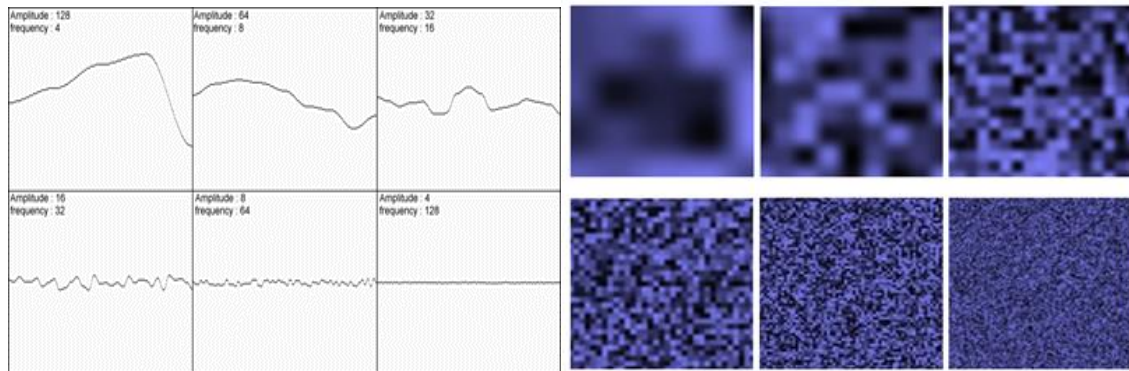 Amplitude : 128
frequency : 4
Amplitude : 64
frequency : 8
Amplitude : 32
frequency : 16
Amplitude : 16
frequency : 32
Amplitude : 8
frequency : 64
Amplitude : 4
frequency : 128